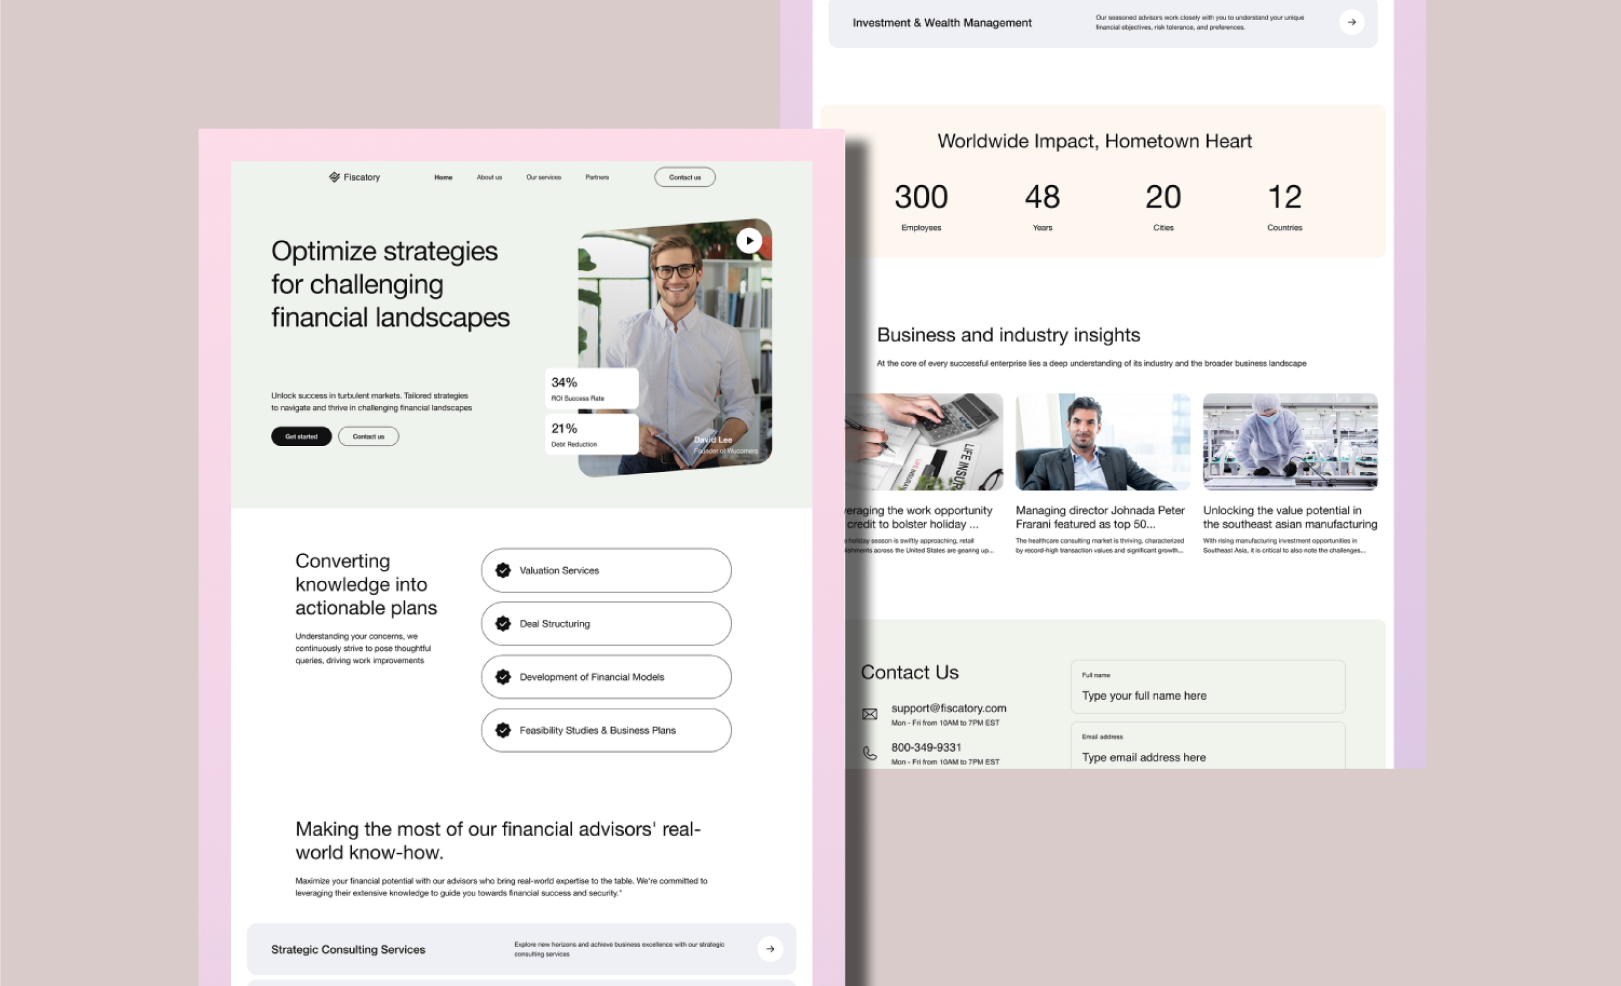 Fiscatory
Home
About us
Our services
Partners
Contact us
Optimize strategies
for challenging
financial landscapes
Unlock success in turbulent markets. Tailored strategies
to navigate and thrive in challenging financial landscapes
Get started
Contact us
34%
ROI Success Rate
21%
Debt Reduction
David Lee
Founder of Wucomers
Converting
knowledge into
actionable plans
Understanding your concerns, we
continuously strive to pose thoughtful
queries, driving work improvements
Valuation Services
Deal Structuring
Development of Financial Models
Feasibility Studies & Business Plans
Making the most of our financial advisors' real-
world know-how.
Maximize your financial potential with our advisors who bring real-world expertise to the table. We're committed to
leveraging their extensive knowledge to guide you towards financial success and security."
Strategic Consulting Services
Explore new horizons and achieve business excellence with our strategic
consulting services
Investment & Wealth Management
Our seasoned advisors work closely with you to understand your unique
financial objectives, risk tolerance, and preferences.
Worldwide Impact, Hometown Heart
300
Employees
48
Years
20
Cities
12
Countries
Business and industry insights
At the core of every successful enterprise lies a deep understanding of its industry and the broader business landscape
LIFE INSUR
veraging the work opportunity
credit to bolster holiday ...
holiday season is swiftly approaching, retail
lishments across the United States are gearing up...
Managing director Johnada Peter
Frarani featured as top 50...
The healthcare consulting market is thriving, characterized
by record-high transaction values and significant growth...
Unlocking the value potential in
the southeast asian manufacturing
With rising manufacturing investment opportunities in
Southeast Asia, it is critical to also note the challenges...
Contact Us
support@fiscatory.com
Mon - Fri from 10AM to 7PM EST
800-349-9331
Mon - Fri from 10AM to 7PM EST
Full name
Type your full name here
Email address
Type email address here